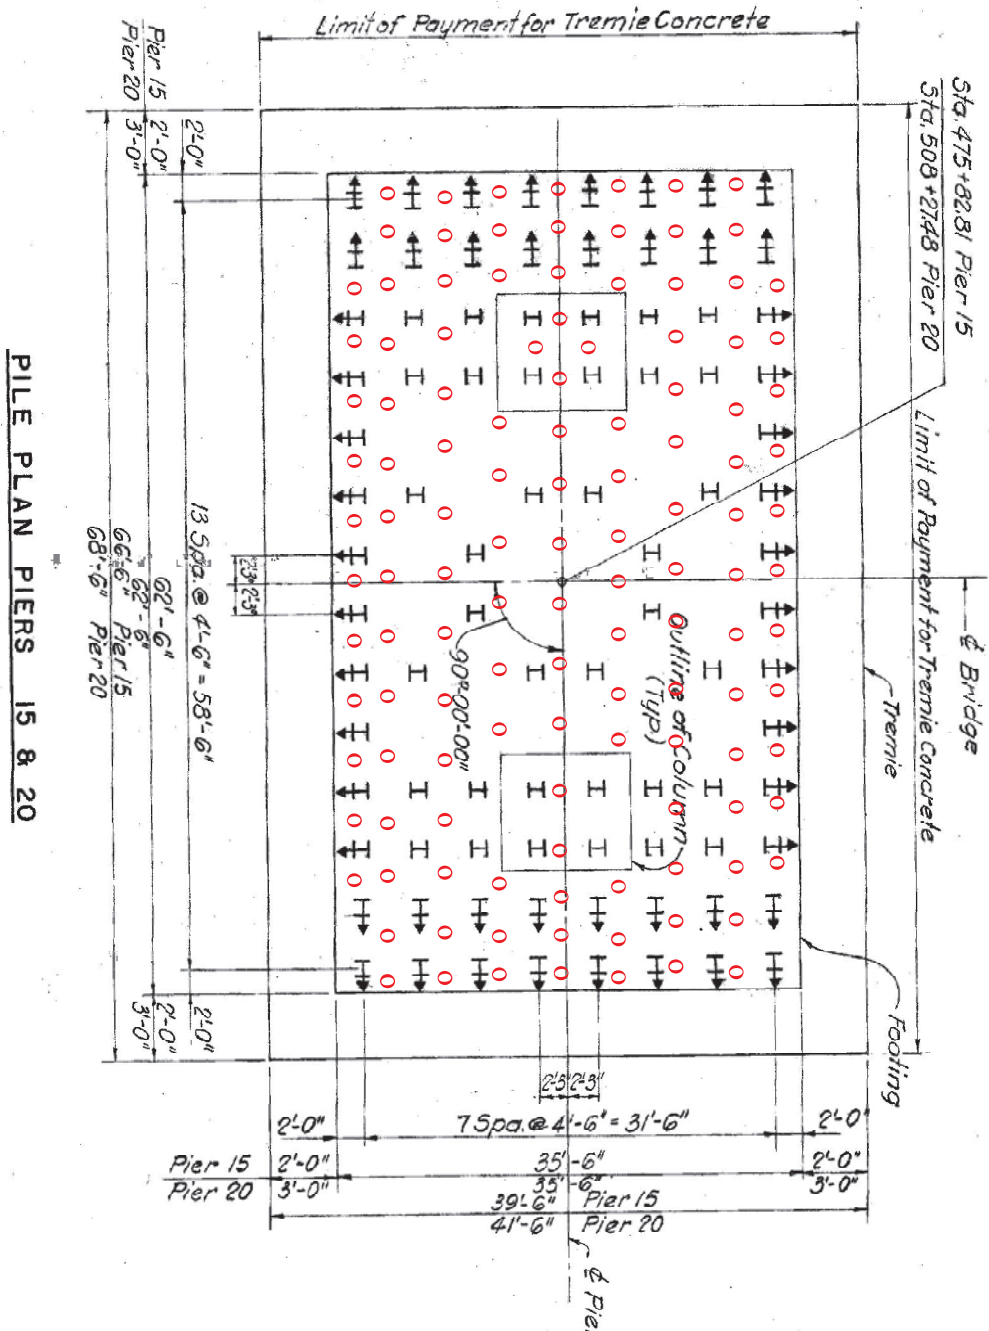 Limit of Payment for Tremie Concrete
Pier 15
Pier 20
2'-0"
3'-0"
2'-0"
Sta. 475+82.81 Pier 15
Sta. 508+27.48 Pier 20
Limit of Payment for Tremie Concrete
℄ Bridge
Tremie
Footing
PILE PLAN PIERS 15 & 20
13 Spa @ 4'-6" = 58'-6"
62'-6"
62'-6"
66'-6" Pier 15
68'-6" Pier 20
2'-3" 2'-3"
90°-00'-00"
Outline of Column
(Typ)
2'-0"
2'-0"
3'-0"
2'-3" 2'-3"
2'-0" 7 Spa. @ 4'-6" = 31'-6" 2'-0"
Pier 15 2'-0" 35'-6" 2'-0"
Pier 20 3'-0" 35'-6" 3'-0"
39'-6" Pier 15
41'-6" Pier 20
℄ Pie